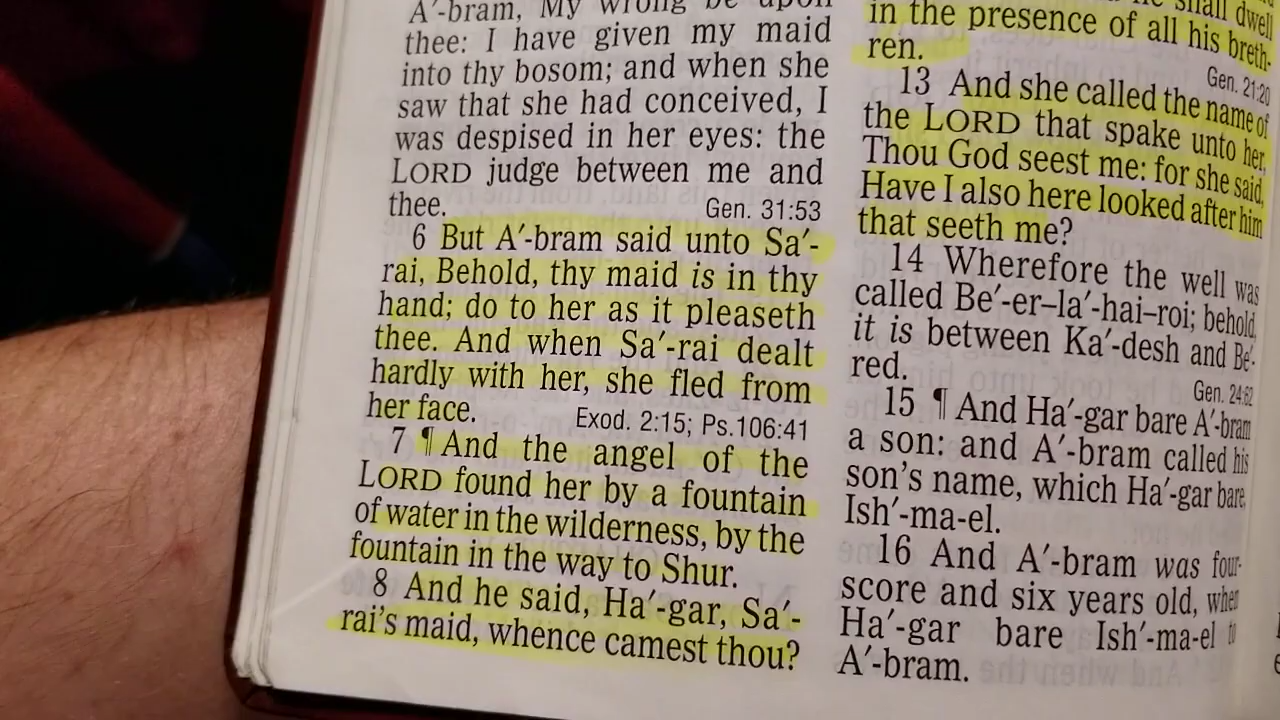 A′-bram, My wrong be upon
thee: I have given my maid
into thy bosom; and when she
saw that she had conceived, I
was despised in her eyes: the
LORD judge between me and
thee. Gen. 31:53
6 But A′-bram said unto Sa′-
rai, Behold, thy maid is in thy
hand; do to her as it pleaseth
thee. And when Sa′-rai dealt
hardly with her, she fled from
her face. Exod. 2:15; Ps.106:41
7 ¶ And the angel of the
LORD found her by a fountain
of water in the wilderness, by the
fountain in the way to Shur.
8 And he said, Ha′-gar, Sa′-
rai's maid, whence camest thou?
shall dwell
in the presence of all his breth-
ren. Gen. 21:20
13 And she called the name of
the LORD that spake unto her,
Thou God seest me: for she said,
Have I also here looked after him
that seeth me?
14 Wherefore the well was
called Be′-er–la′-hai–roi; behold,
it is between Ka′-desh and Be′-
red. Gen. 24:62
15 ¶ And Ha′-gar bare A′-bram
a son: and A′-bram called his
son's name, which Ha′-gar bare,
Ish′-ma-el.
16 And A′-bram was four-
score and six years old, when
Ha′-gar bare Ish′-ma-el to
A′-bram.